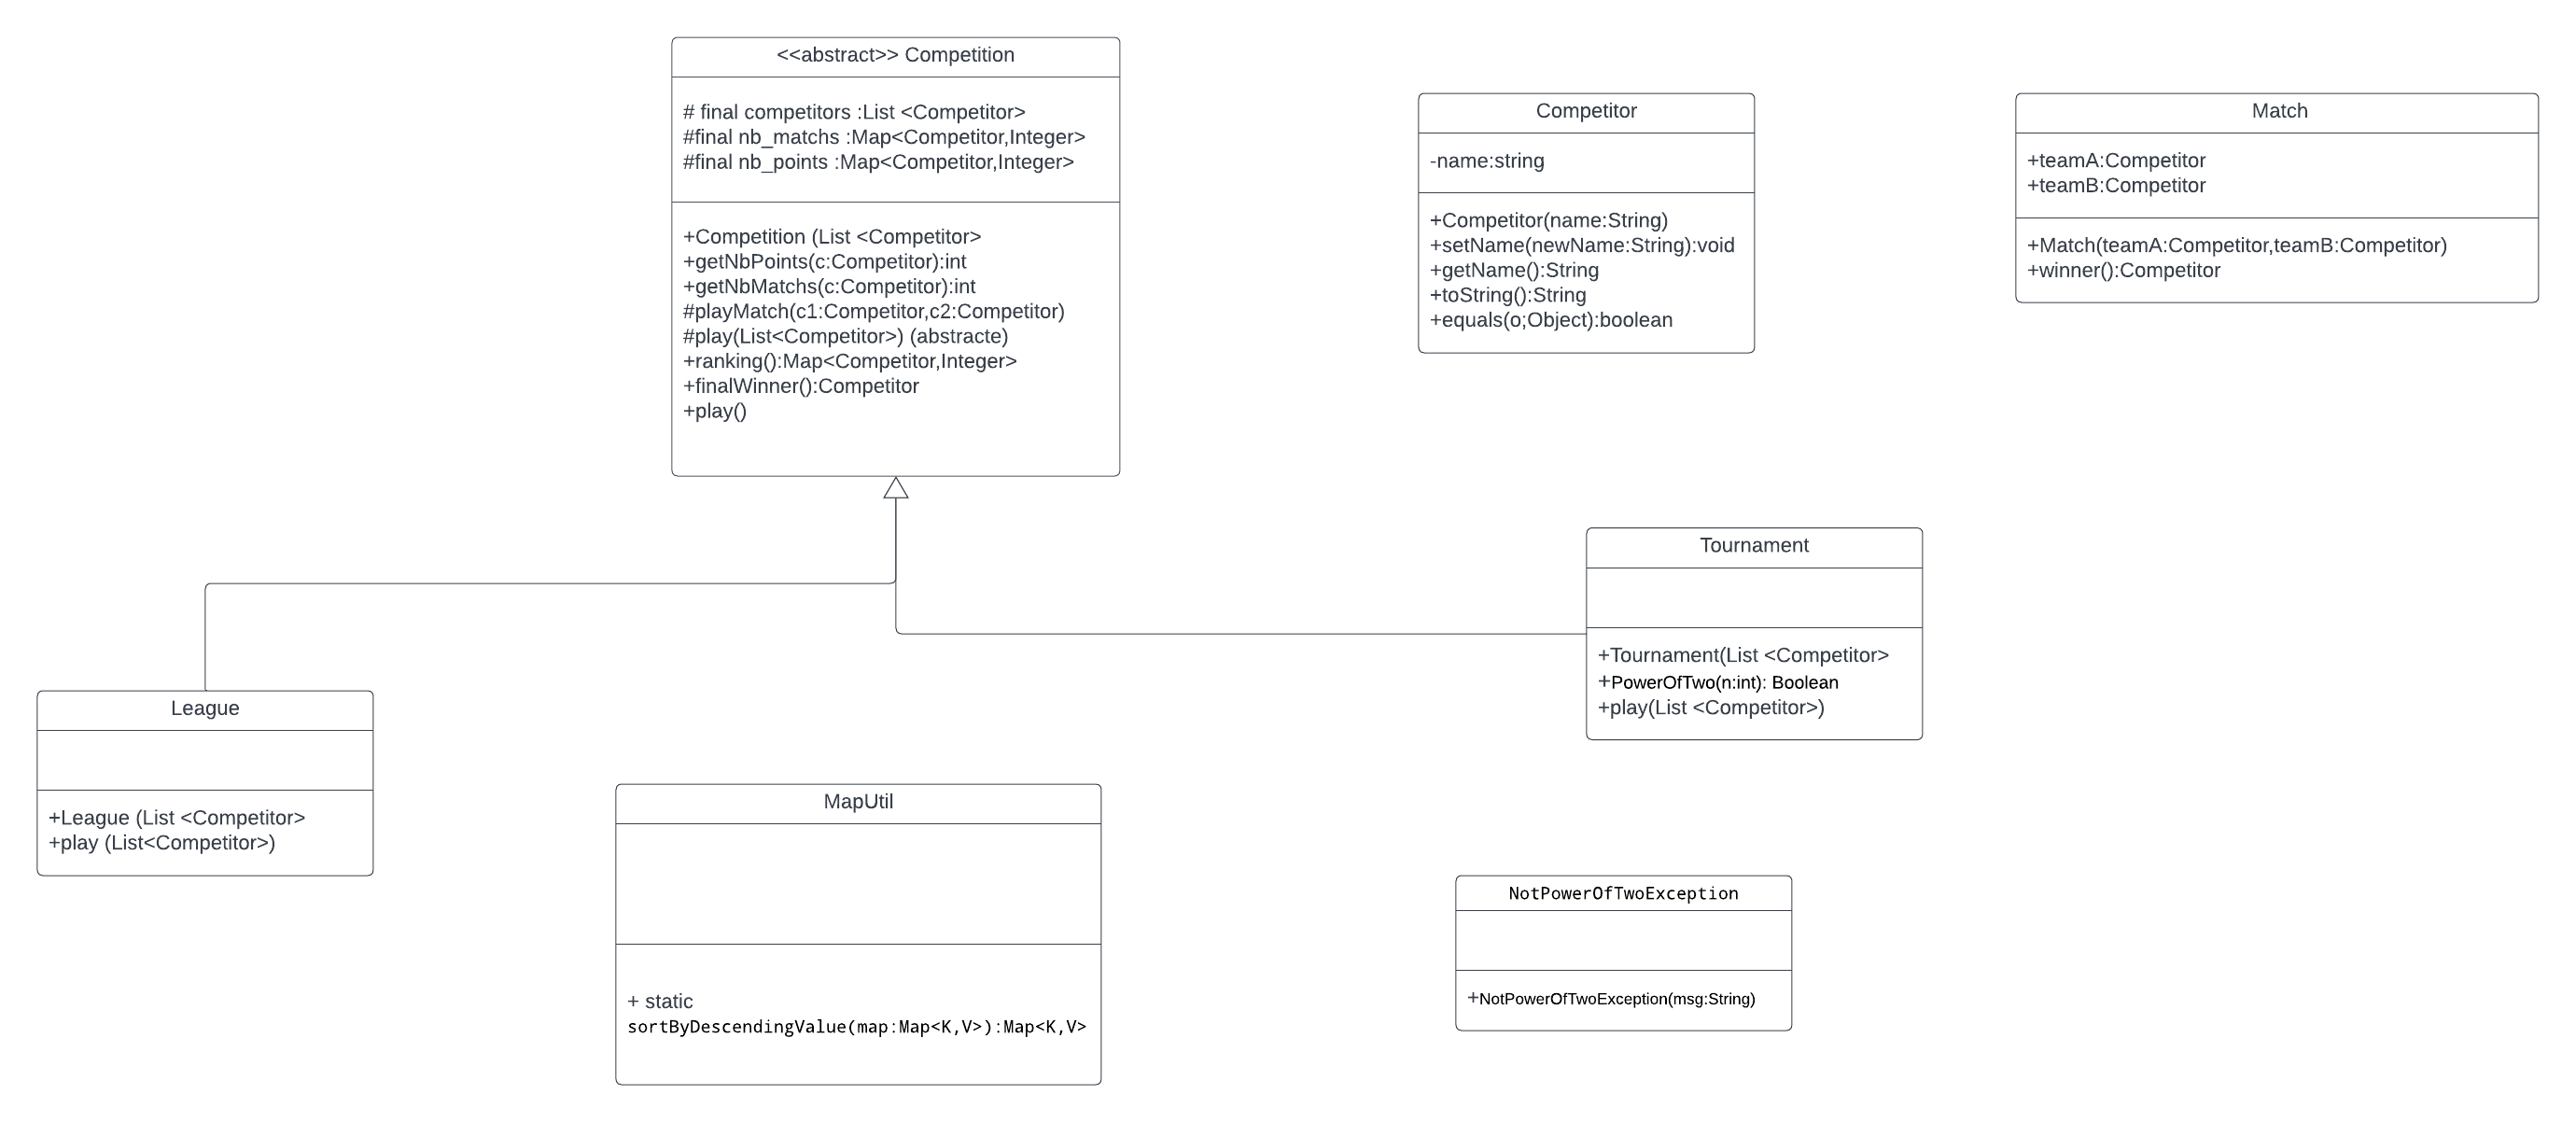 <<abstract>> Competition
# final competitors :List <Competitor>
#final nb_matchs :Map<Competitor,Integer>
#final nb_points :Map<Competitor,Integer>
+Competition (List <Competitor>
+getNbPoints(c:Competitor):int
+getNbMatchs(c:Competitor):int
#playMatch(c1:Competitor,c2:Competitor)
#play(List<Competitor>) (abstracte)
+ranking():Map<Competitor,Integer>
+finalWinner():Competitor
+play()
Competitor
-name:string
+Competitor(name:String)
+setName(newName:String):void
+getName():String
+toString():String
+equals(o;Object):boolean
Match
+teamA:Competitor
+teamB:Competitor
+Match(teamA:Competitor,teamB:Competitor)
+winner():Competitor
Tournament
+Tournament(List <Competitor>
+PowerOfTwo(n:int): Boolean
+play(List <Competitor>)
League
+League (List <Competitor>
+play (List<Competitor>)
MapUtil
+ static
sortByDescendingValue(map:Map<K,V>):Map<K,V>
NotPowerOfTwoException
+NotPowerOfTwoException(msg:String)